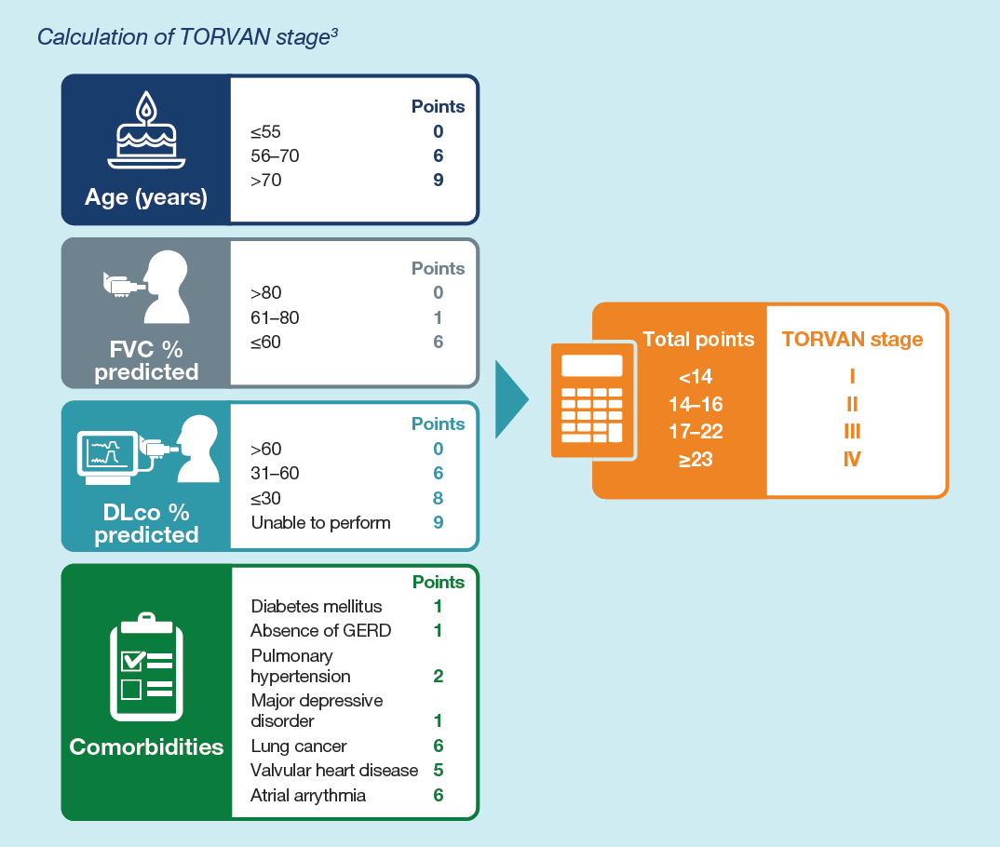 Calculation of TORVAN stage³
Age (years)
Points
≤55 0
56–70 6
>70 9
FVC %
predicted
Points
>80 0
61–80 1
≤60 6
DLco %
predicted
Points
>60 0
31–60 6
≤30 8
Unable to perform 9
Comorbidities
Points
Diabetes mellitus 1
Absence of GERD 1
Pulmonary
hypertension 2
Major depressive
disorder 1
Lung cancer 6
Valvular heart disease 5
Atrial arrythmia 6
Total points TORVAN stage
<14 I
14–16 II
17–22 III
≥23 IV